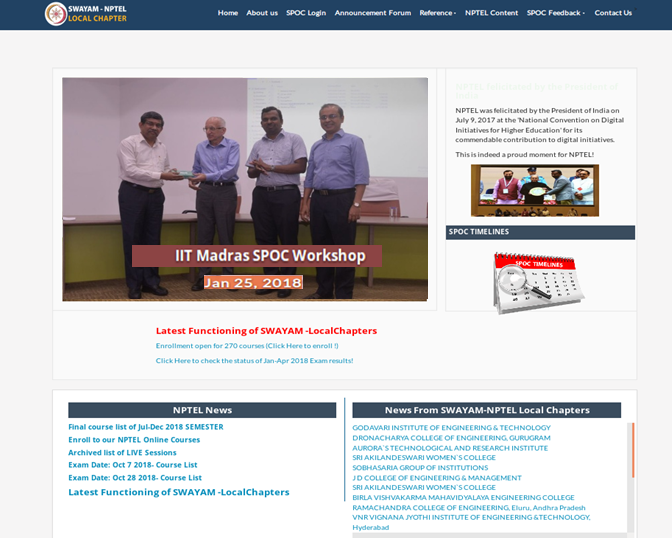 SWAYAM - NPTEL
LOCAL CHAPTER
Home About us SPOC Login Announcement Forum Reference NPTEL Content SPOC Feedback Contact Us
IIT Madras SPOC Workshop
Jan 25, 2018
NPTEL was felicitated by the President of India on
July 9, 2017 at the 'National Convention on Digital
Initiatives for Higher Education' for its
commendable contribution to digital initiatives.
This is indeed a proud moment for NPTEL!
SPOC TIMELINES
SPOC TIMELINES
Latest Functioning of SWAYAM -LocalChapters
Enrollment open for 270 courses (Click Here to enroll !)
Click Here to check the status of Jan-Apr 2018 Exam results!
NPTEL News
Final course list of Jul-Dec 2018 SEMESTER
Enroll to our NPTEL Online Courses
Archived list of LIVE Sessions
Exam Date: Oct 7 2018- Course List
Exam Date: Oct 28 2018- Course List
Latest Functioning of SWAYAM -LocalChapters
News From SWAYAM-NPTEL Local Chapters
GODAVARI INSTITUTE OF ENGINEERING & TECHNOLOGY
DRONACHARYA COLLEGE OF ENGINEERING, GURUGRAM
AURORA`S TECHNOLOGICAL AND RESEARCH INSTITUTE
SRI AKILANDESWARI WOMEN`S COLLEGE
SOBHASARIA GROUP OF INSTITUTIONS
J D COLLEGE OF ENGINEERING & MANAGEMENT
SRI AKILANDESWARI WOMEN`S COLLEGE
BIRLA VISHVAKARMA MAHAVIDYALAYA ENGINEERING COLLEGE
RAMACHANDRA COLLEGE OF ENGINEERING, Eluru, Andhra Pradesh
VNR VIGNANA JYOTHI INSTITUTE OF ENGINEERING &TECHNOLOGY,
Hyderabad